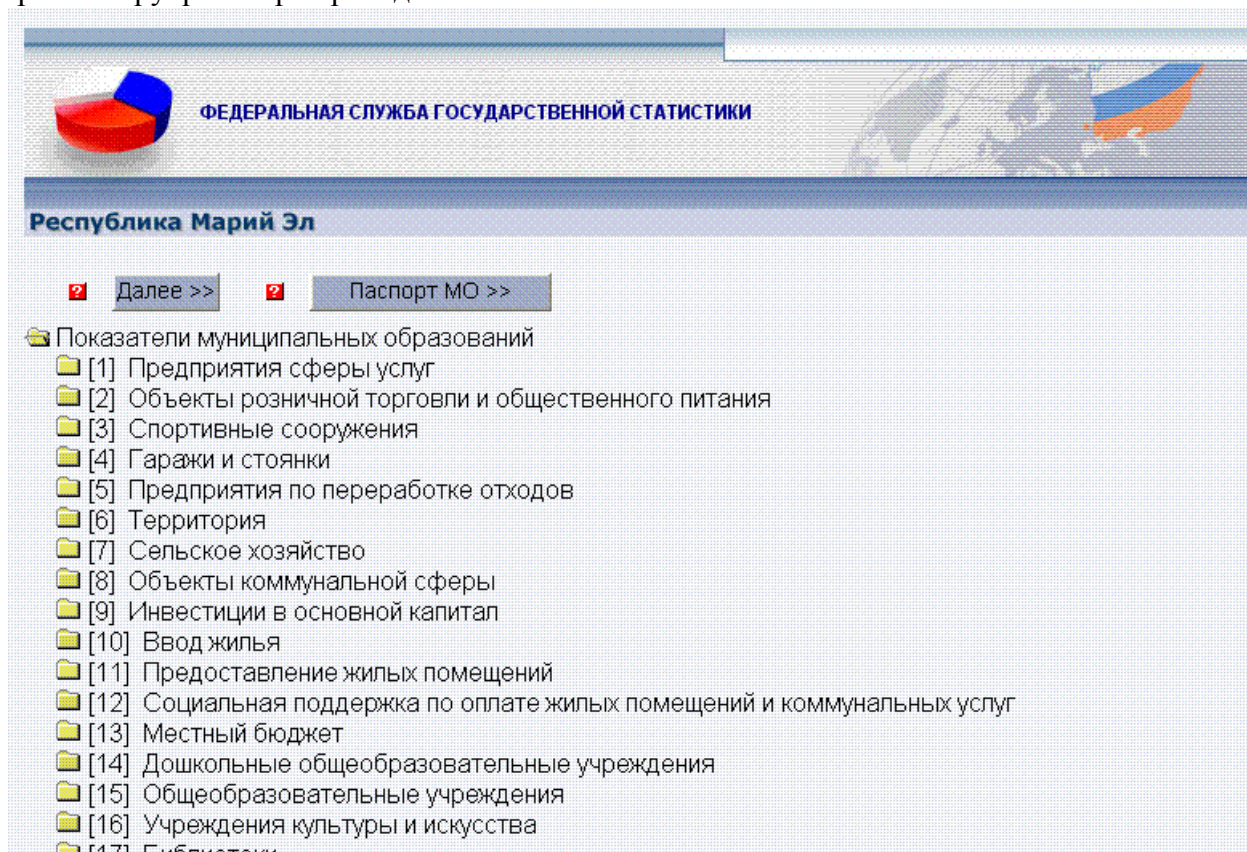 ФЕДЕРАЛЬНАЯ СЛУЖБА ГОСУДАРСТВЕННОЙ СТАТИСТИКИ
Республика Марий Эл
? Далее >> ? Паспорт МО >>
Показатели муниципальных образований
[1] Предприятия сферы услуг
[2] Объекты розничной торговли и общественного питания
[3] Спортивные сооружения
[4] Гаражи и стоянки
[5] Предприятия по переработке отходов
[6] Территория
[7] Сельское хозяйство
[8] Объекты коммунальной сферы
[9] Инвестиции в основной капитал
[10] Ввод жилья
[11] Предоставление жилых помещений
[12] Социальная поддержка по оплате жилых помещений и коммунальных услуг
[13] Местный бюджет
[14] Дошкольные общеобразовательные учреждения
[15] Общеобразовательные учреждения
[16] Учреждения культуры и искусства
[17] Библиотеки